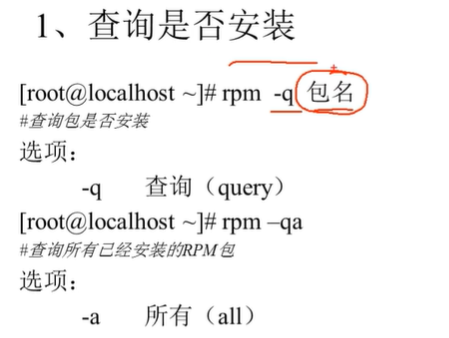 1、查询是否安装
[root@localhost ~]# rpm  -q 包名
#查询包是否安装
选项：
-q 查询（query）
[root@localhost ~]# rpm –qa
#查询所有已经安装的RPM包
选项：
-a 所有（all）